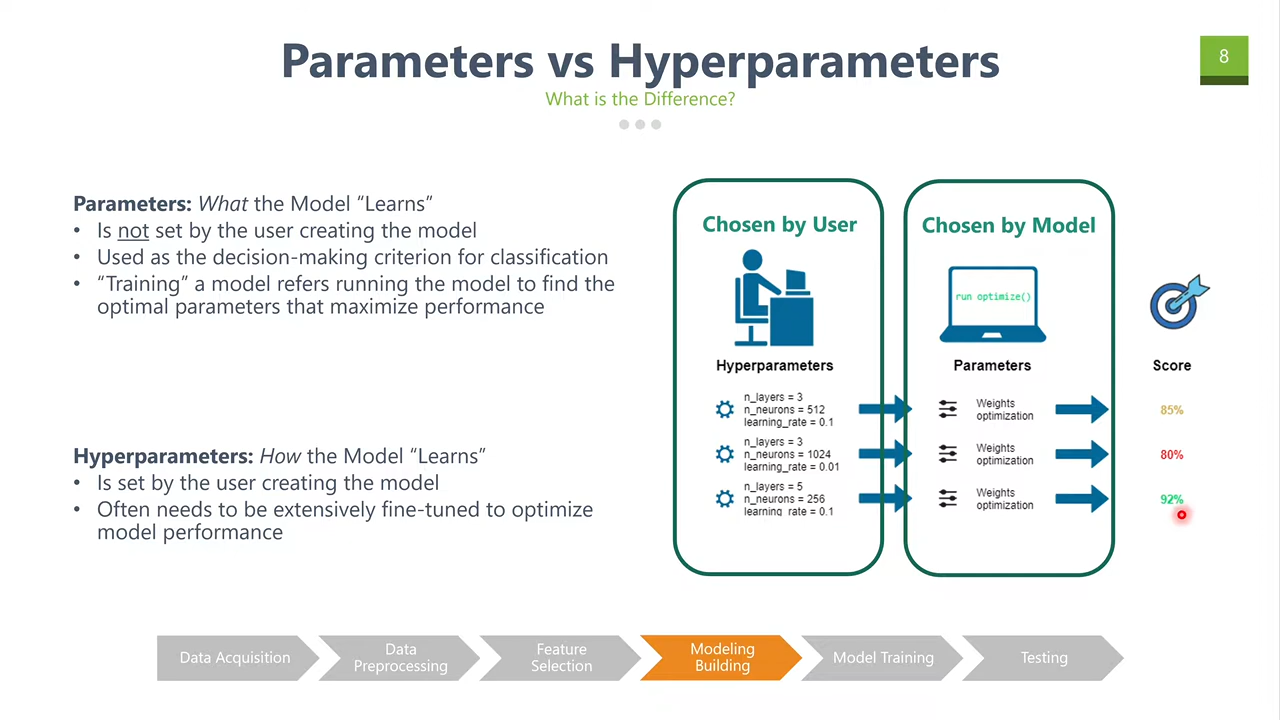 Parameters vs Hyperparameters
8
What is the Difference?
Parameters: What the Model “Learns”
• Is not set by the user creating the model
• Used as the decision-making criterion for classification
• “Training” a model refers running the model to find the
optimal parameters that maximize performance
Hyperparameters: How the Model “Learns”
• Is set by the user creating the model
• Often needs to be extensively fine-tuned to optimize
model performance
Chosen by User
Hyperparameters
n_layers = 3
n_neurons = 512
learning_rate = 0.1
n_layers = 3
n_neurons = 1024
learning_rate = 0.01
n_layers = 5
n_neurons = 256
learning_rate = 0.1
Chosen by Model
run optimize()
Parameters
Weights
optimization
Weights
optimization
Weights
optimization
Score
85%
80%
92%
Data Acquisition
Data
Preprocessing
Feature
Selection
Modeling
Building
Model Training
Testing